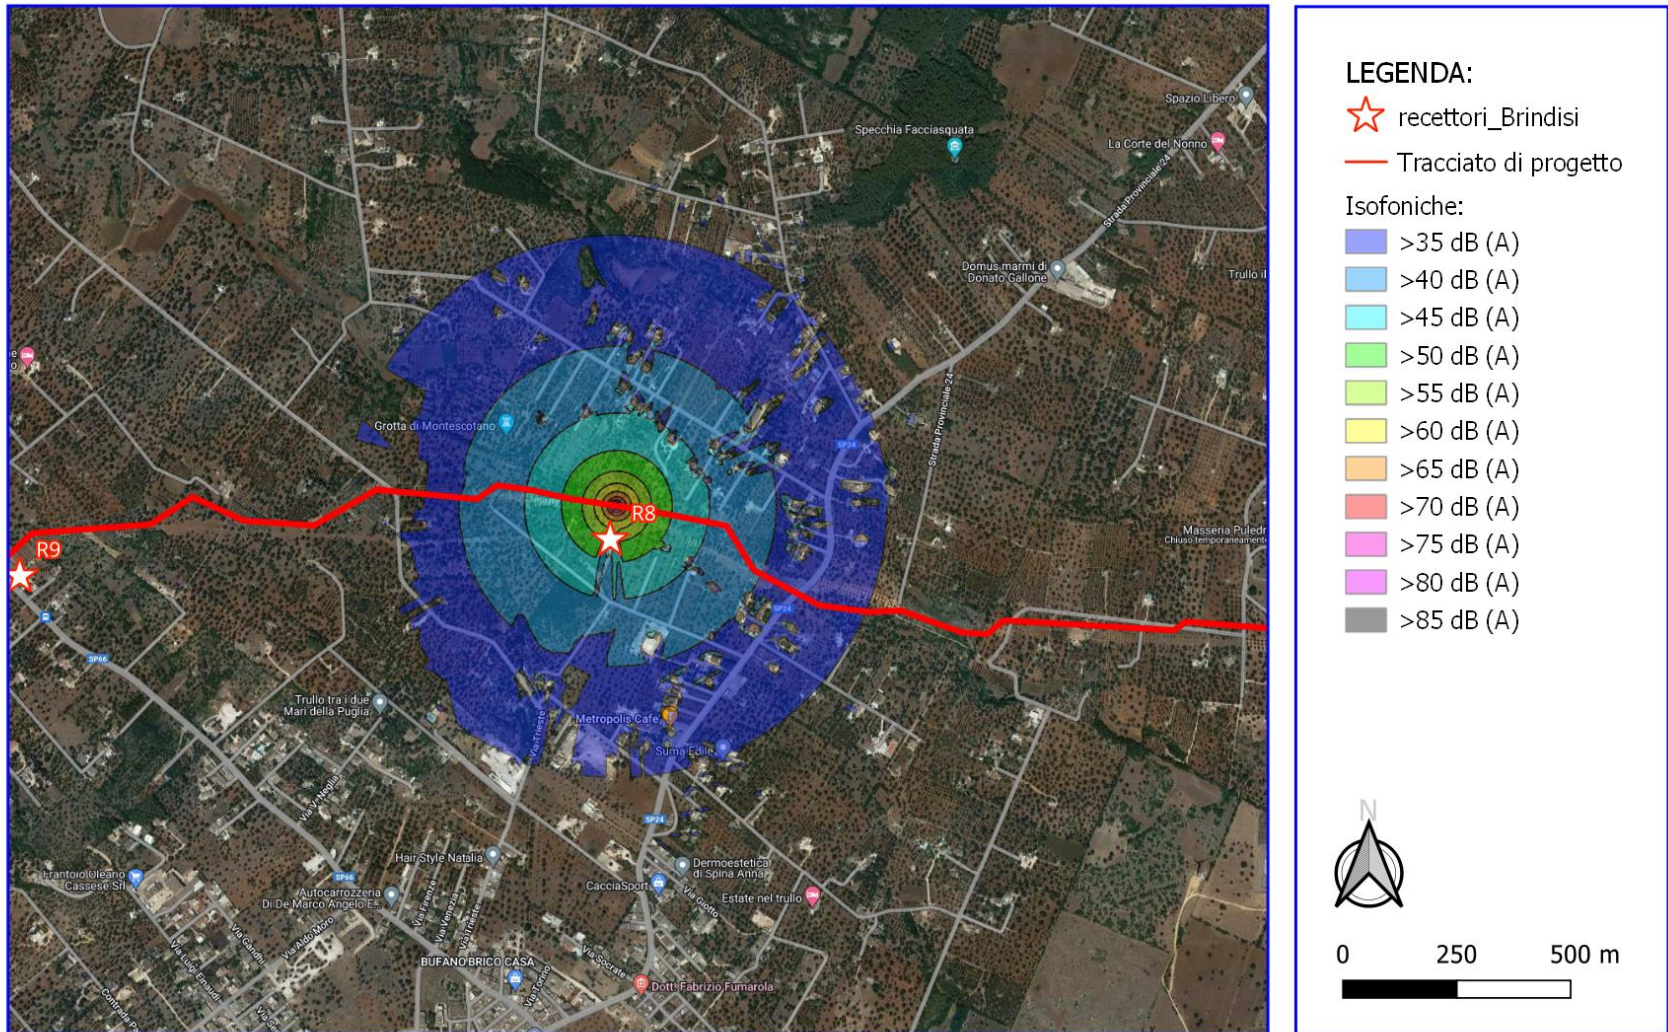 Spazio Libero
Specchia Facciasquata
La Corte del Nonno
Strada Provinciale 24
Domus marmi di
Donato Gallone
Trullo il
Grotta di Montescotano
SP24
Strada Provinciale 24
R8
R9
Masseria Puledr
Chiuso temporaneamente
SP24
SP66
Trullo tra i due
Mari della Puglia
Metropolis Cafe
Via Trieste
Suma Edile
SP24
Hair Style Natalia
Dermoestetica
di Spina Anna
Frantoio Oleario
Cassese Srl
SP66
CacciaSport
Autocarrozzeria
Di De Marco Angelo E...
Via Firenze
Via Venezia
Via Trieste
Via Giotto
Estate nel trullo
Via Aldo Moro
Via Gandhi
Via Luigi Einaudi
BUFANO BRICO CASA
Via Torino
Via Socrate
Dott. Fabrizio Fumarola
LEGENDA:
recettori_Brindisi
Tracciato di progetto
Isofoniche:
>35 dB (A)
>40 dB (A)
>45 dB (A)
>50 dB (A)
>55 dB (A)
>60 dB (A)
>65 dB (A)
>70 dB (A)
>75 dB (A)
>80 dB (A)
>85 dB (A)
N
0 250 500 m